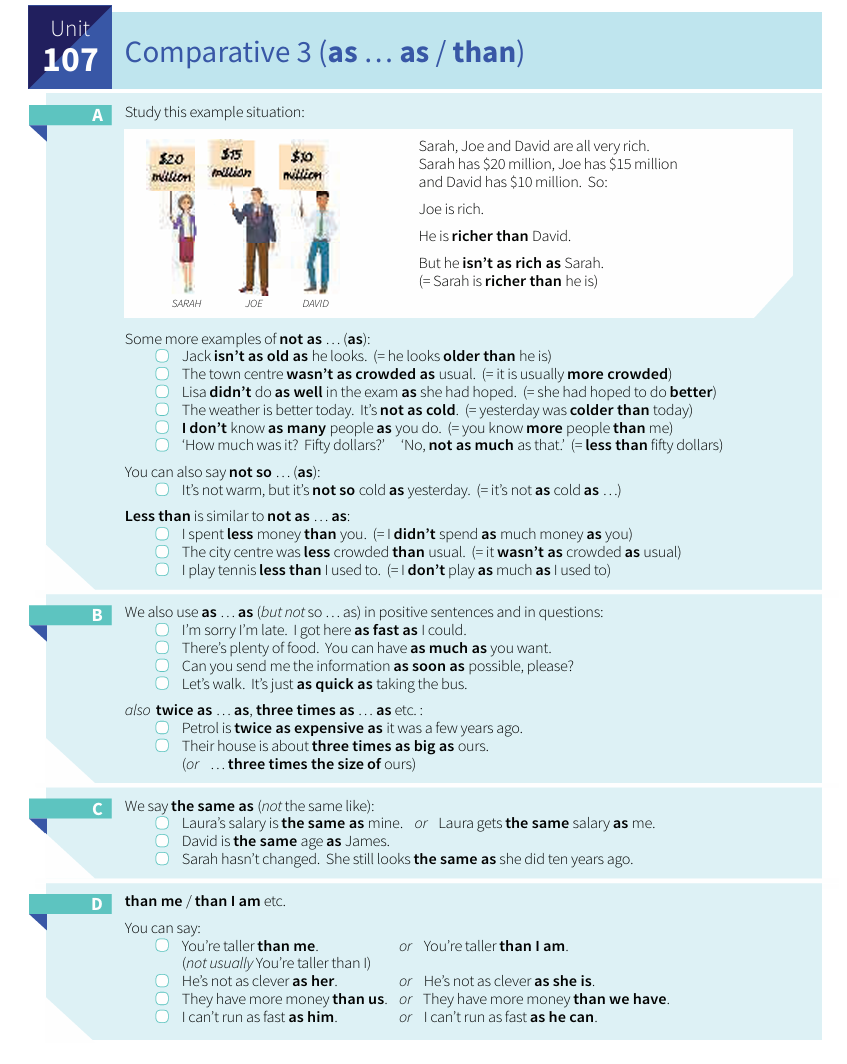 Unit
107
Comparative 3 (as … as / than)
A
Study this example situation:
$20
million
$15
million
$10
million
SARAH
JOE
DAVID
Sarah, Joe and David are all very rich.
Sarah has $20 million, Joe has $15 million
and David has $10 million. So:
Joe is rich.
He is richer than David.
But he isn’t as rich as Sarah.
(= Sarah is richer than he is)
Some more examples of not as … (as):
Jack isn’t as old as he looks. (= he looks older than he is)
The town centre wasn’t as crowded as usual. (= it is usually more crowded)
Lisa didn’t do as well in the exam as she had hoped. (= she had hoped to do better)
The weather is better today. It’s not as cold. (= yesterday was colder than today)
I don’t know as many people as you do. (= you know more people than me)
‘How much was it? Fifty dollars?’ ‘No, not as much as that.’ (= less than fifty dollars)
You can also say not so … (as):
It’s not warm, but it’s not so cold as yesterday. (= it’s not as cold as …)
Less than is similar to not as … as:
I spent less money than you. (= I didn’t spend as much money as you)
The city centre was less crowded than usual. (= it wasn’t as crowded as usual)
I play tennis less than I used to. (= I don’t play as much as I used to)
B
We also use as … as (but not so … as) in positive sentences and in questions:
I’m sorry I’m late. I got here as fast as I could.
There’s plenty of food. You can have as much as you want.
Can you send me the information as soon as possible, please?
Let’s walk. It’s just as quick as taking the bus.
also twice as … as, three times as … as etc. :
Petrol is twice as expensive as it was a few years ago.
Their house is about three times as big as ours.
(or … three times the size of ours)
C
We say the same as (not the same like):
Laura’s salary is the same as mine. or Laura gets the same salary as me.
David is the same age as James.
Sarah hasn’t changed. She still looks the same as she did ten years ago.
D
than me / than I am etc.
You can say:
You’re taller than me. or You’re taller than I am.
(not usually You’re taller than I)
He’s not as clever as her. or He’s not as clever as she is.
They have more money than us. or They have more money than we have.
I can’t run as fast as him. or I can’t run as fast as he can.